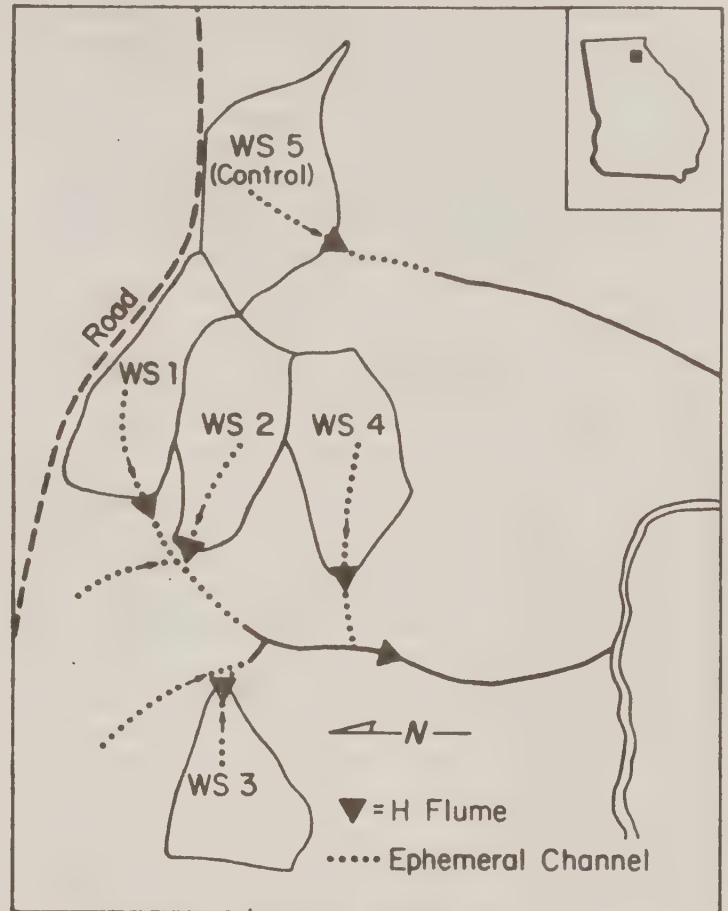 WS 5
(Control)
Road
WS 1
WS 2
WS 4
N
WS 3
▼ = H Flume
..... Ephemeral Channel